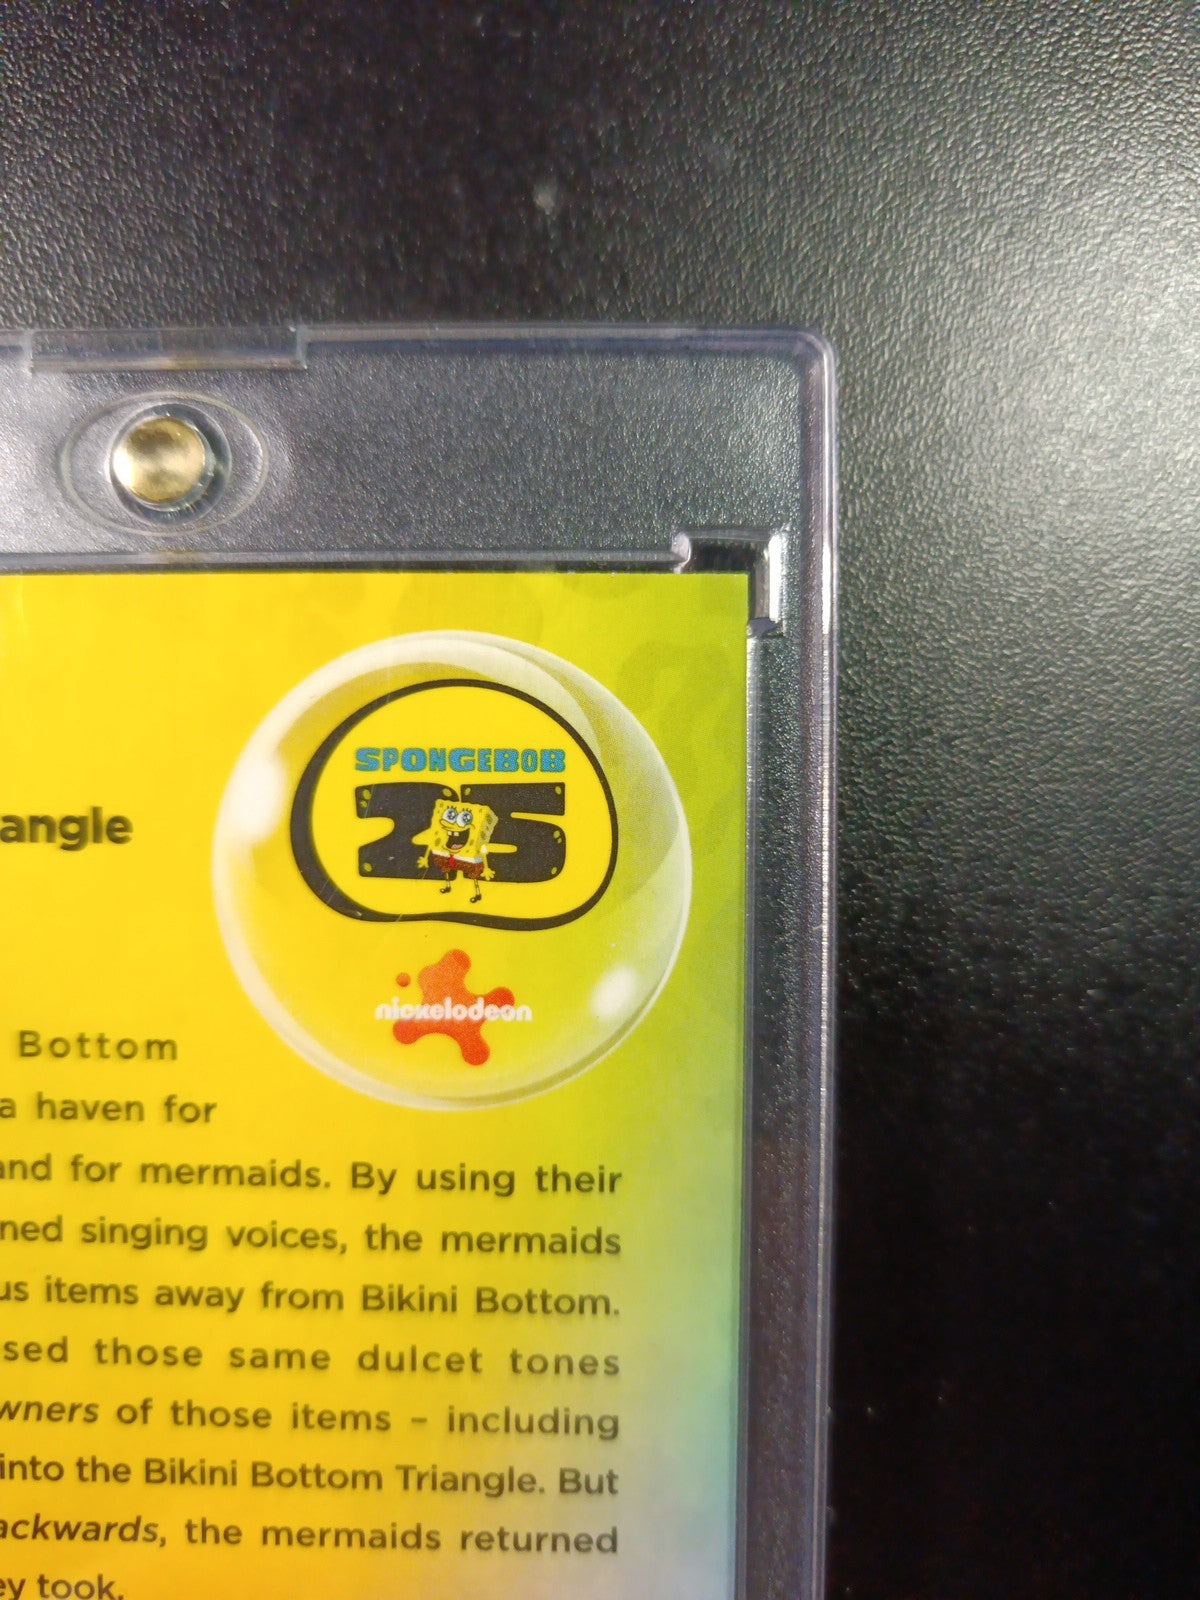 SPONGEBOB
25
angle
nickelodeon
Bottom
a haven for
and for mermaids. By using their
ned singing voices, the mermaids
us items away from Bikini Bottom.
sed those same dulcet tones
wners of those items – including
into the Bikini Bottom Triangle. But
ackwards, the mermaids returned
ey took.